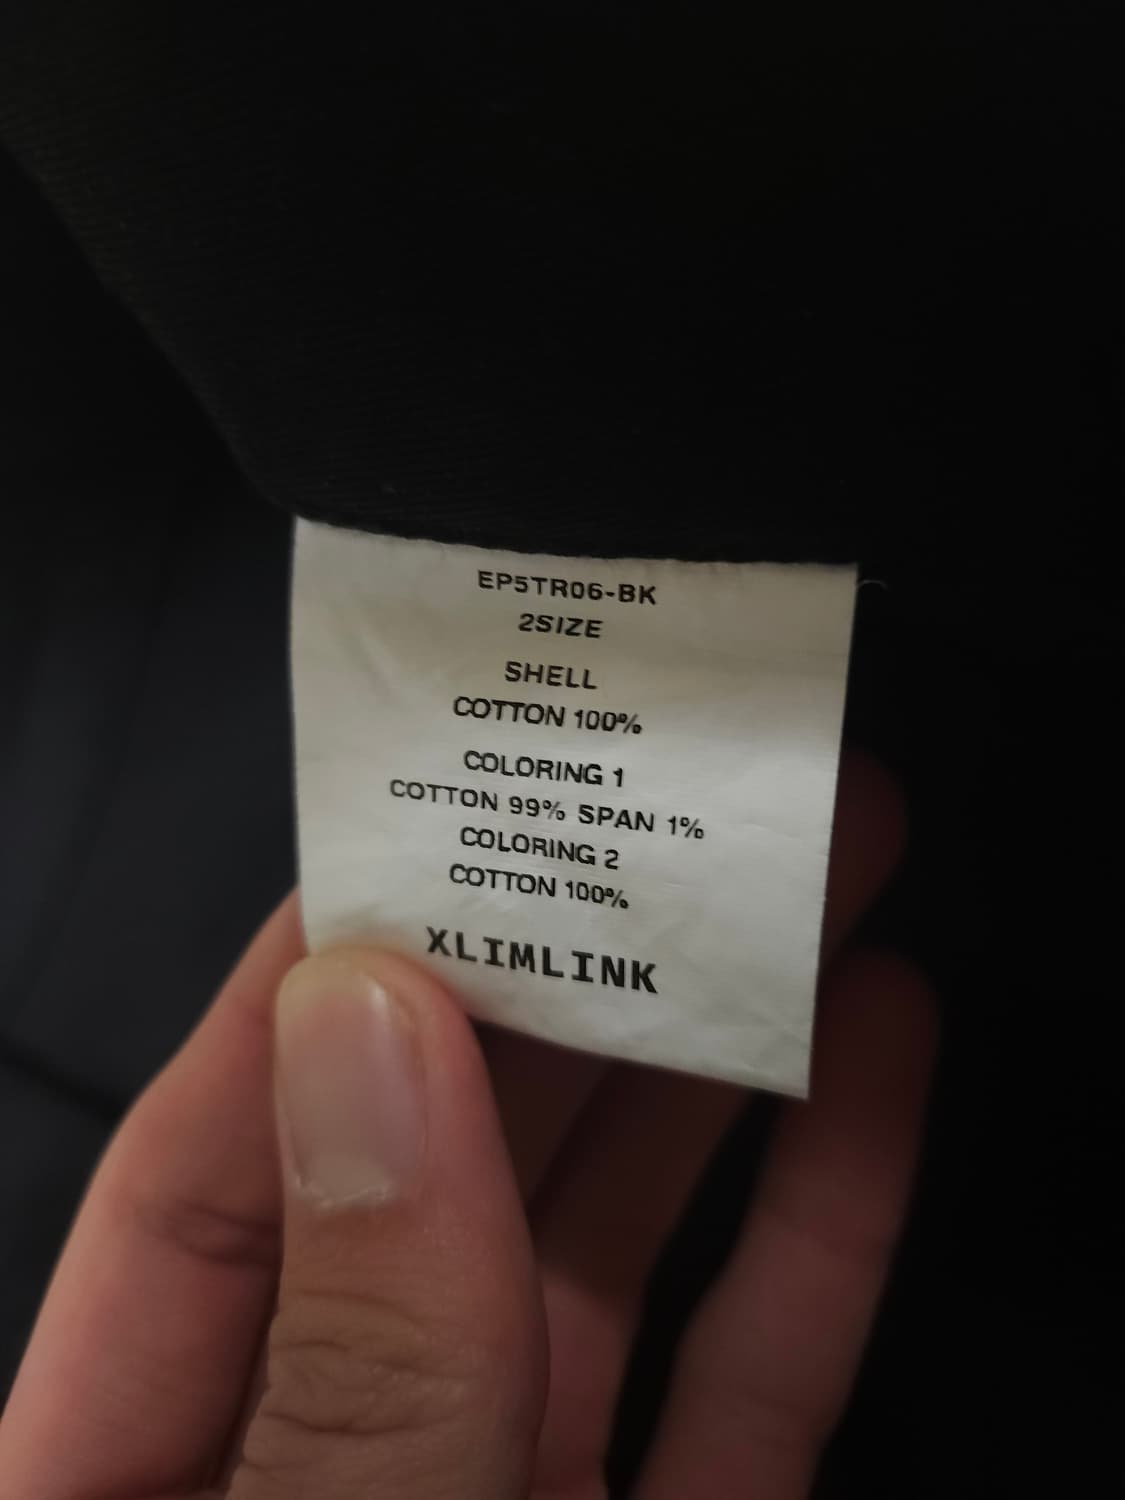 EP5TR06-BK
2SIZE
SHELL
COTTON 100%
COLORING 1
COTTON 99% SPAN 1%
COLORING 2
COTTON 100%
XLIMLINK